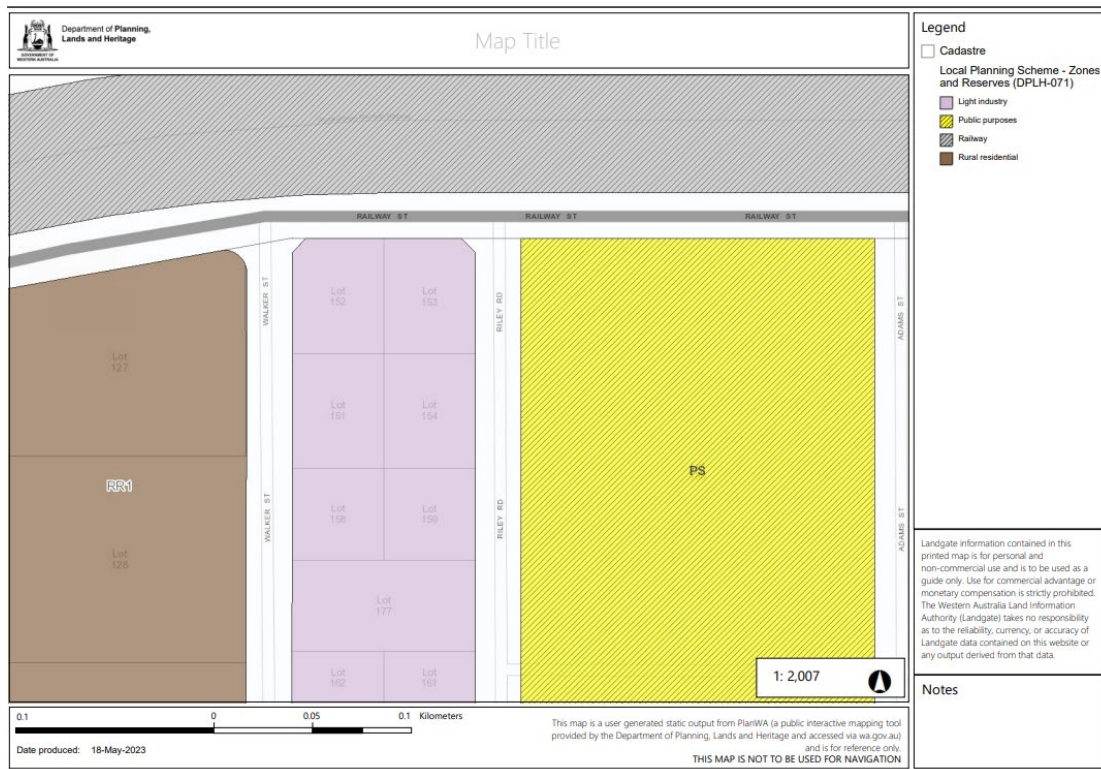 Department of Planning,
Lands and Heritage
GOVERNMENT OF
WESTERN AUSTRALIA
Map Title
Legend
Cadastre
Local Planning Scheme - Zones
and Reserves (DPLH-071)
Light industry
Public purposes
Railway
Rural residential
RAILWAY ST
RAILWAY ST
RAILWAY ST
WALKER ST
RILEY RD
ADAMS ST
Lot
152
Lot
153
Lot
127
Lot
151
Lot
154
PS
RR1
WALKER ST
RILEY RD
ADAMS ST
Lot
Lot
Lot
Lot
177
Lot
162
Lot
161
1: 2,007
Landgate information contained in this
printed map is for personal and
non-commercial use and is to be used as a
guide only. Use for commercial advantage or
monetary compensation is strictly prohibited.
The Western Australia Land Information
Authority (Landgate) takes no responsibility
as to the reliability, currency, or accuracy of
Landgate data contained on this website or
any output derived from that data.
Notes
0.1 0 0.05 0.1 Kilometers
Date produced: 18-May-2023
This map is a user generated static output from PlanWA (a public interactive mapping tool
provided by the Department of Planning, Lands and Heritage and accessed via wa.gov.au)
and is for reference only.
THIS MAP IS NOT TO BE USED FOR NAVIGATION